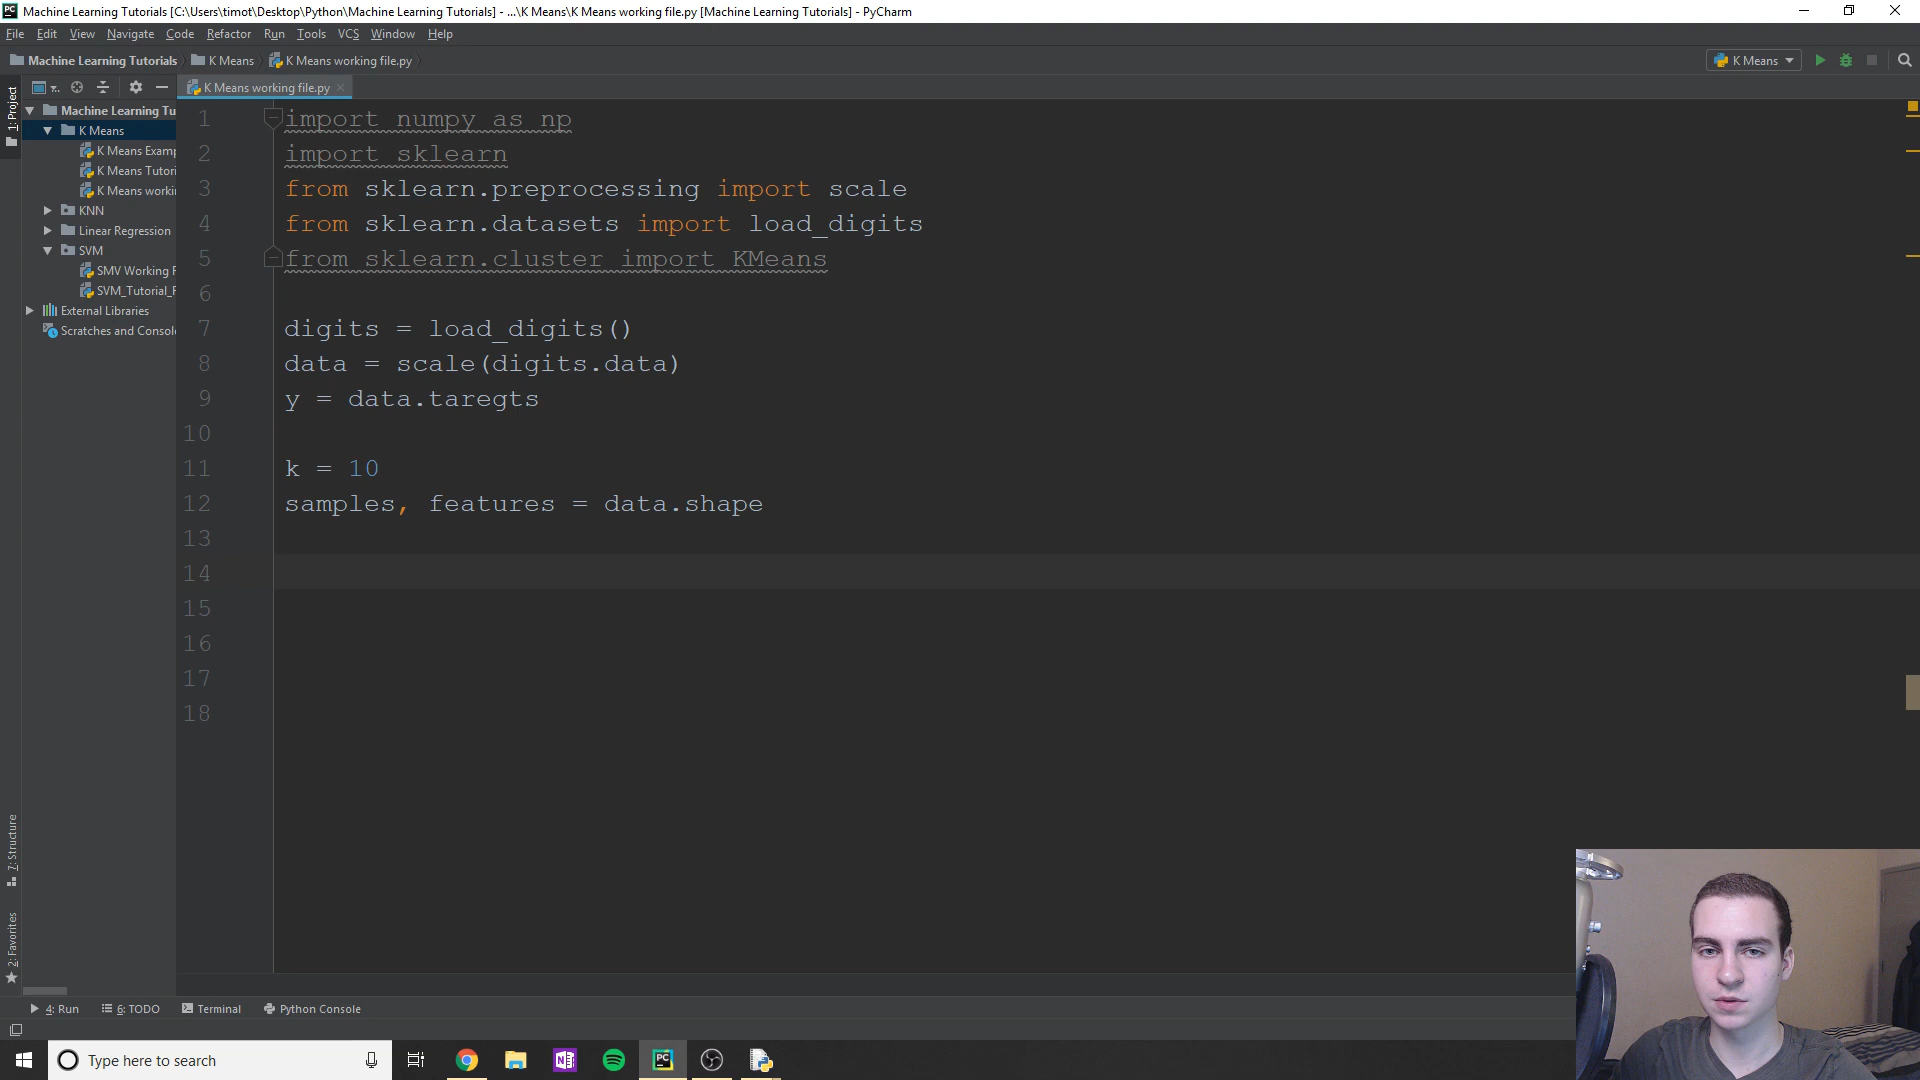 Machine Learning Tutorials [C:\Users\timot\Desktop\Python\Machine Learning Tutorials] - ...\K Means\K Means working file.py [Machine Learning Tutorials] - PyCharm
File Edit View Navigate Code Refactor Run Tools VCS Window Help
Machine Learning Tutorials K Means K Means working file.py K Means
K Means working file.py
1: Project
Machine Learning Tu
K Means
K Means Examp
K Means Tutori
K Means worki
KNN
Linear Regression
SVM
SMV Working F
SVM_Tutorial_F
External Libraries
Scratches and Consol
7: Structure
2: Favorites
1 import numpy as np
2 import sklearn
3 from sklearn.preprocessing import scale
4 from sklearn.datasets import load_digits
5 from sklearn.cluster import KMeans
6
7 digits = load_digits()
8 data = scale(digits.data)
9 y = data.taregts
10
11 k = 10
12 samples, features = data.shape
13
14
15
16
17
18
4: Run 6: TODO Terminal Python Console
Type here to search